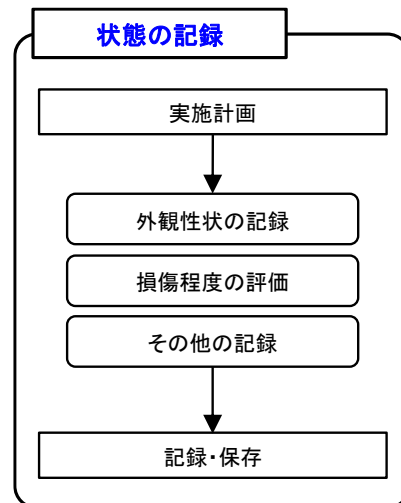 状態の記録
実施計画
外観性状の記録
損傷程度の評価
その他の記録
記録・保存